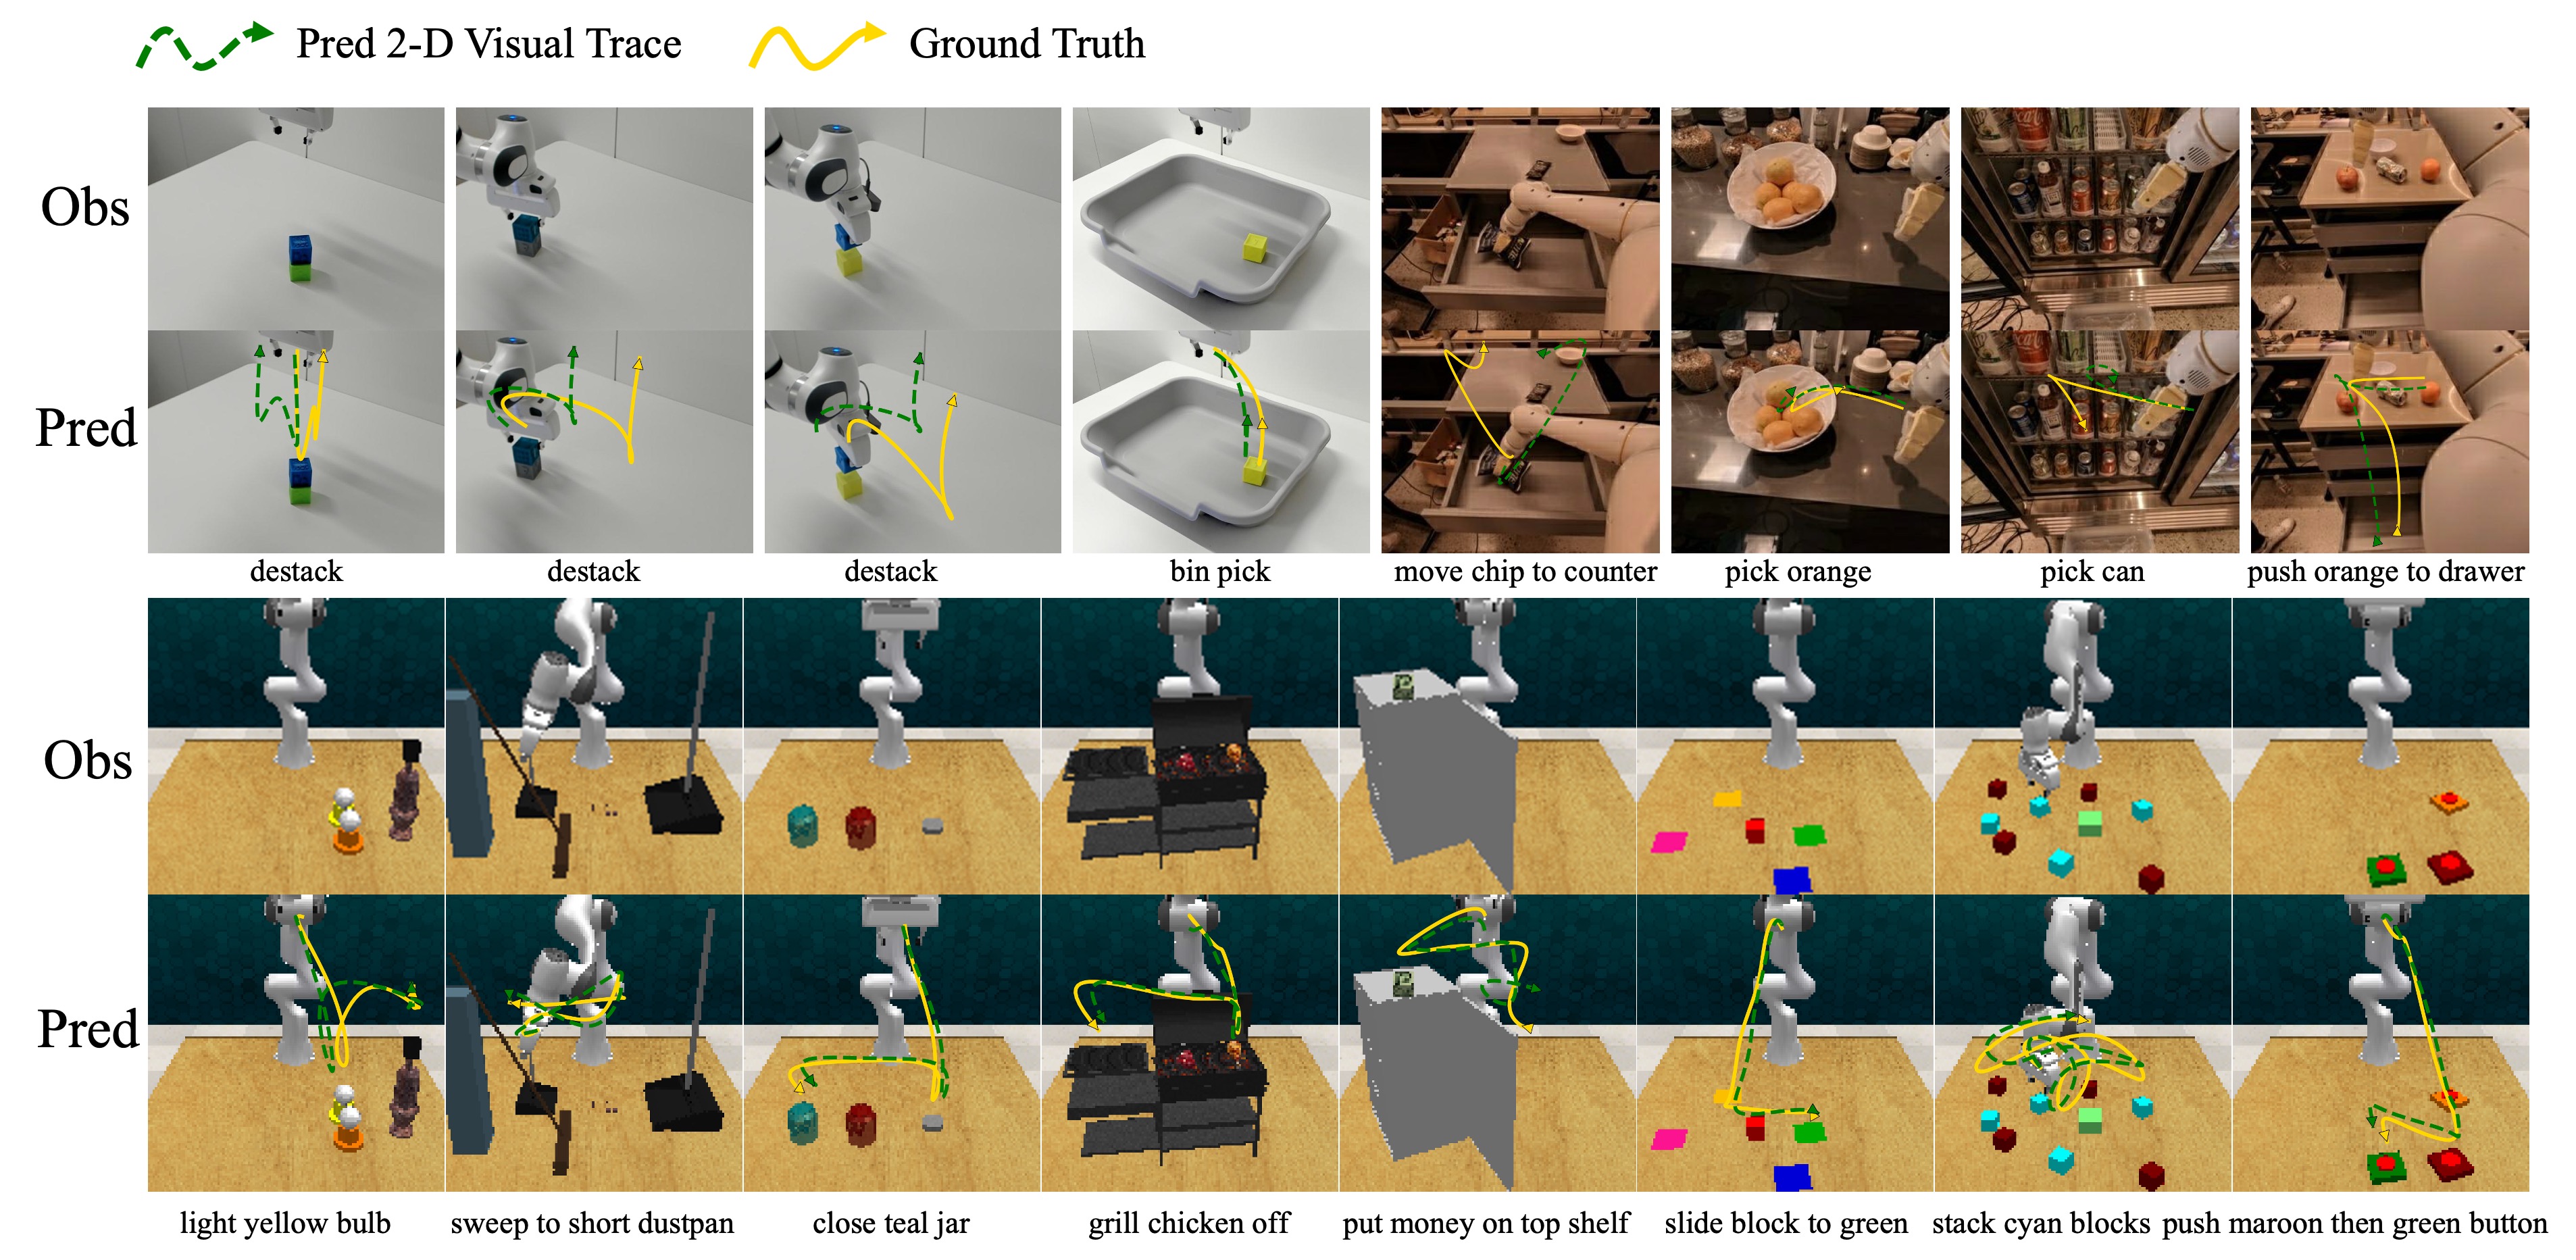 Pred 2-D Visual Trace Ground Truth
Obs
Pred
destack destack destack bin pick move chip to counter pick orange pick can push orange to drawer
Obs
Pred
light yellow bulb sweep to short dustpan close teal jar grill chicken off put money on top shelf slide block to green stack cyan blocks push maroon then green button